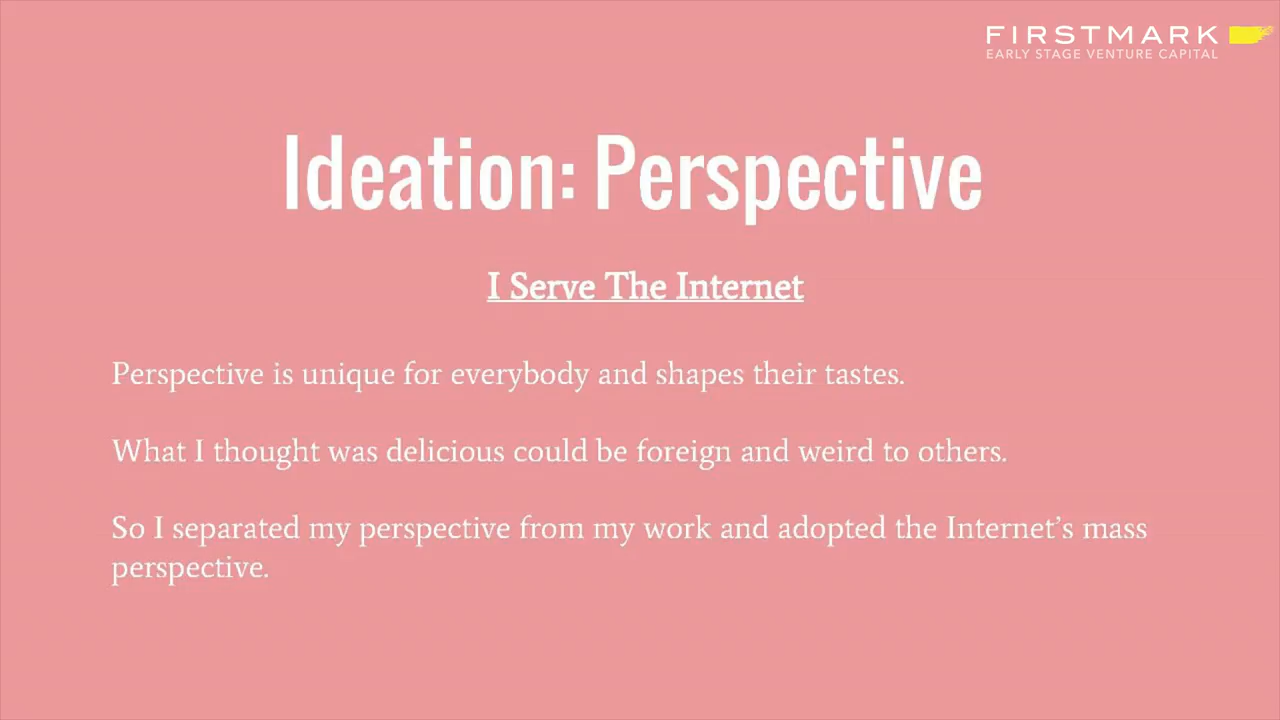 FIRSTMARK
EARLY STAGE VENTURE CAPITAL
Ideation: Perspective
I Serve The Internet
Perspective is unique for everybody and shapes their tastes.
What I thought was delicious could be foreign and weird to others.
So I separated my perspective from my work and adopted the Internet’s mass
perspective.